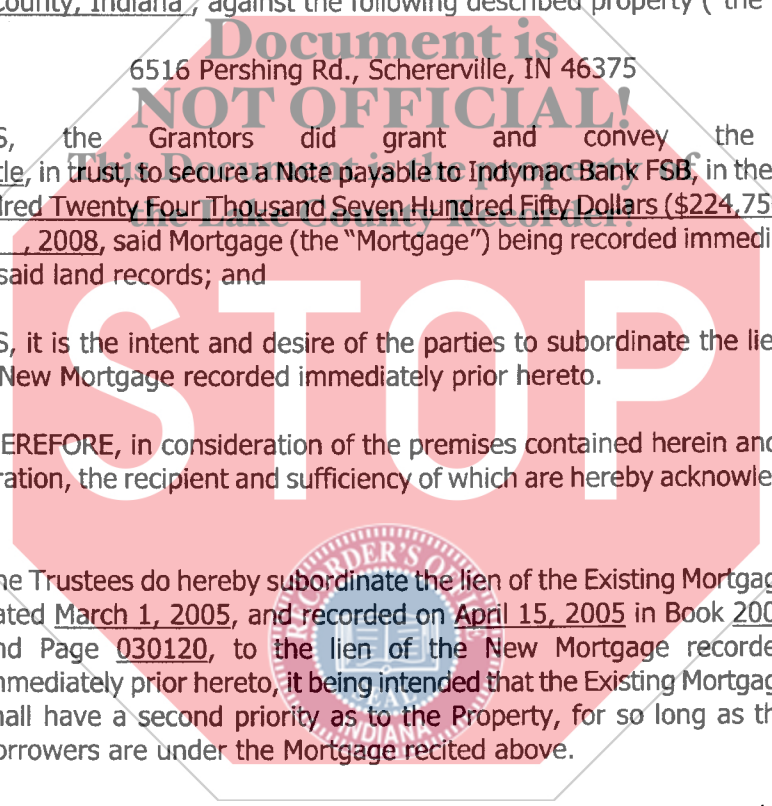 County, Indiana , against the following described property ("the
Document is
6516 Pershing Rd., Schererville, IN 46375
NOT OFFICIAL!
S, the Grantors did grant and convey the
This Document is the property of
tle, in trust, to secure a Note payable to Indymac Bank FSB, in the
dred Twenty Four Thousand Seven Hundred Fifty Dollars ($224,75
the Lake County Recorder!
, 2008, said Mortgage (the "Mortgage") being recorded immedi
said land records; and
STOP
S, it is the intent and desire of the parties to subordinate the lie
New Mortgage recorded immediately prior hereto.
EREFORE, in consideration of the premises contained herein and
ration, the recipient and sufficiency of which are hereby acknowle
RECORDER'S OFFICE
he Trustees do hereby subordinate the lien of the Existing Mortgag
ated March 1, 2005, and recorded on April 15, 2005 in Book 200
nd Page 030120, to the lien of the New Mortgage recorde
mmediately prior hereto, it being intended that the Existing Mortgag
hall have a second priority as to the Property, for so long as th
orrowers are under the Mortgage recited above.
INDIANA